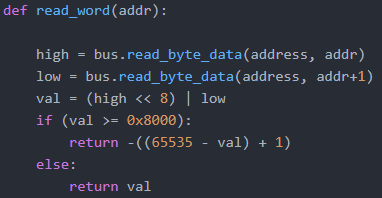 def read_word(addr):
    high = bus.read_byte_data(address, addr)
    low = bus.read_byte_data(address, addr+1)
    val = (high << 8) | low
    if (val >= 0x8000):
        return -((65535 - val) + 1)
    else:
        return val